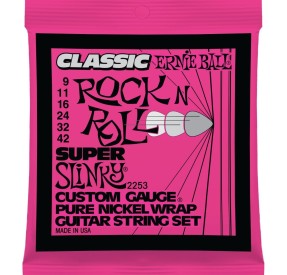 CLASSIC ERNIE BALL
9
11
16
24
32
42
ROCK N
ROLL
SUPER
SLINKY
2253
CUSTOM GAUGE
PURE NICKEL WRAP
GUITAR STRING SET
MADE IN USA